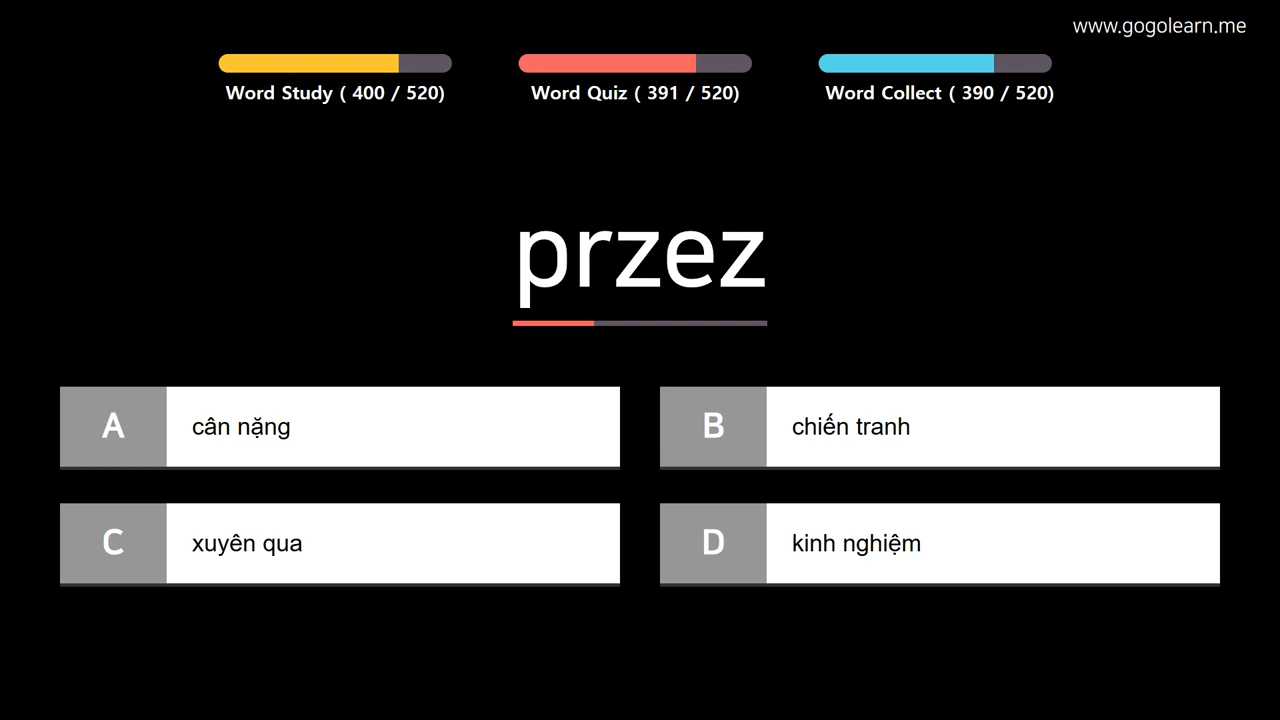 www.gogolearn.me
Word Study ( 400 / 520)
Word Quiz ( 391 / 520)
Word Collect ( 390 / 520)
przez
A
cân nặng
B
chiến tranh
C
xuyên qua
D
kinh nghiệm